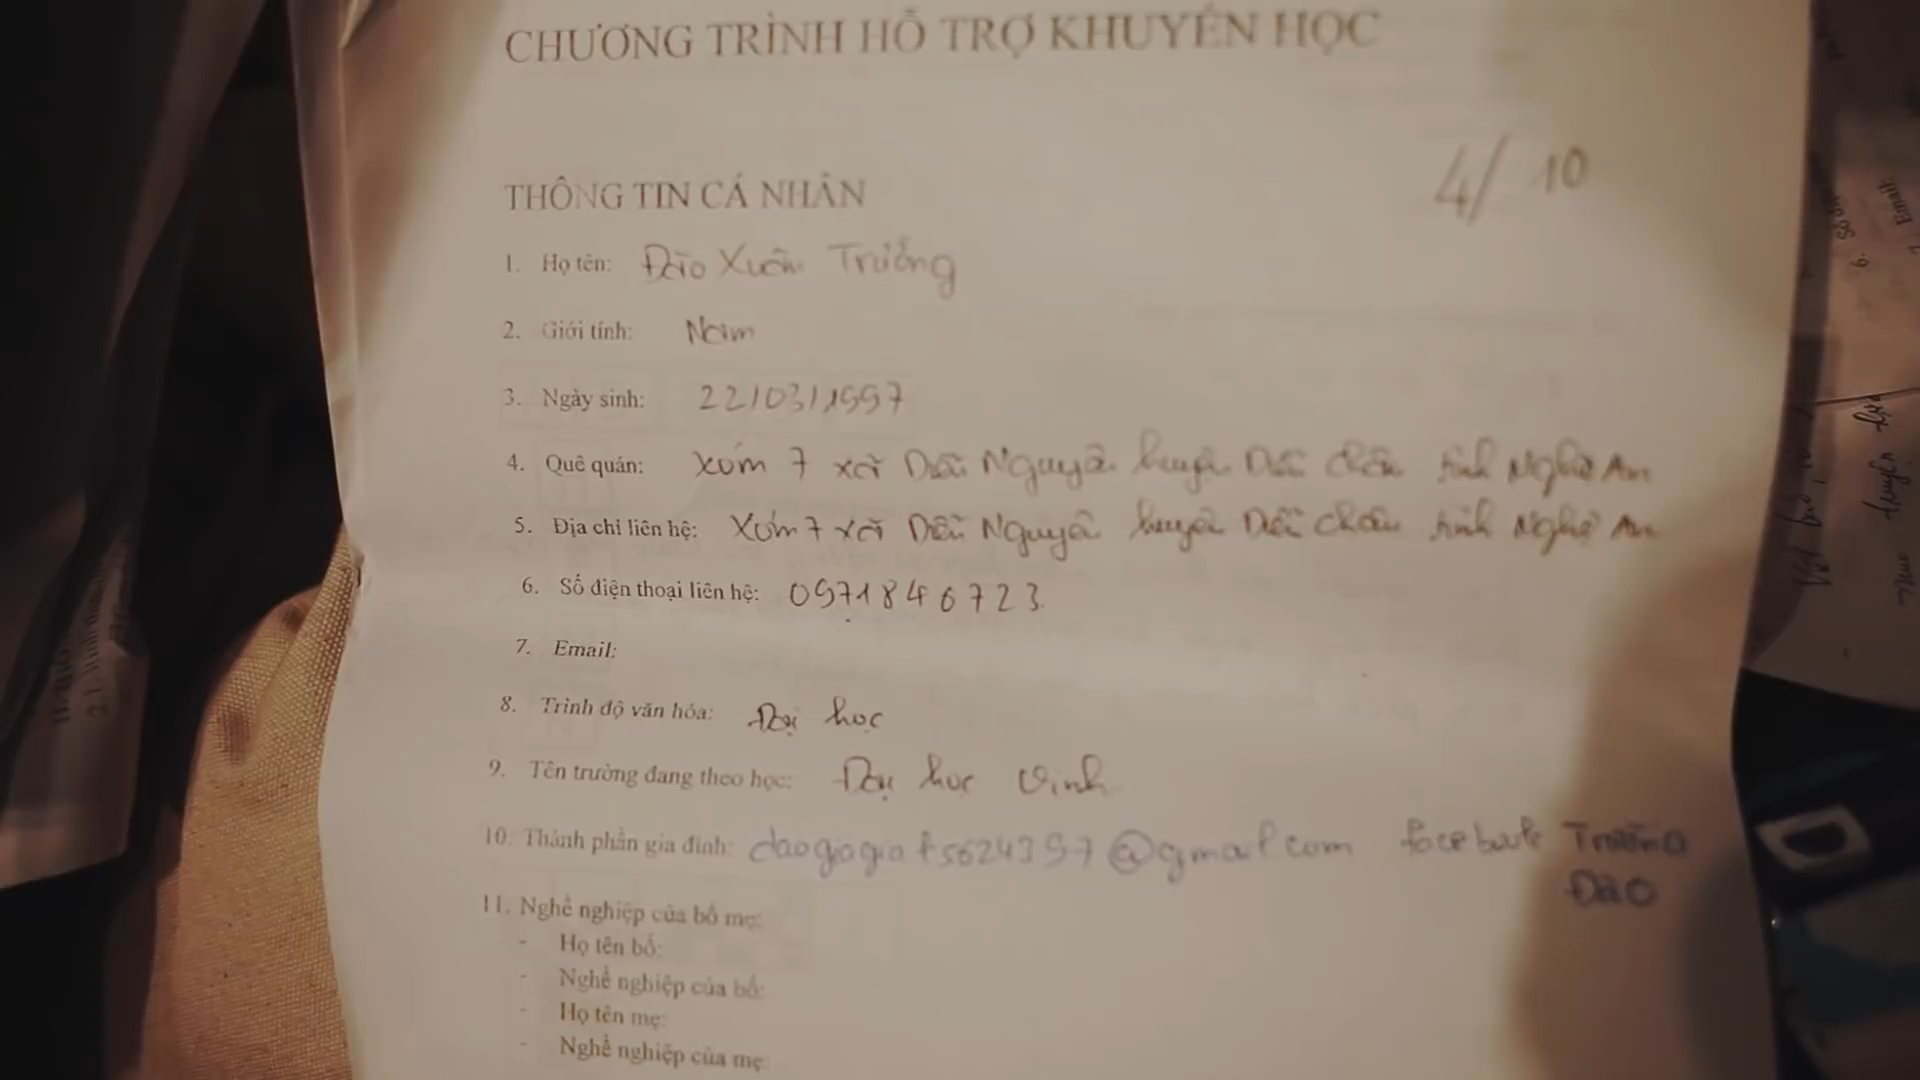 CHƯƠNG TRÌNH HỖ TRỢ KHUYẾN HỌC
4/10
THÔNG TIN CÁ NHÂN
1. Họ tên: Đào Xuân Trường
2. Giới tính: Nam
3. Ngày sinh: 22/03/1997
4. Quê quán: Xóm 7 xã Diễn Nguyên huyện Diễn Châu tỉnh Nghệ An
5. Địa chỉ liên hệ: Xóm 7 xã Diễn Nguyên huyện Diễn Châu tỉnh Nghệ An
6. Số điện thoại liên hệ: 0971846723
7. Email:
8. Trình độ văn hóa: Đại học
9. Tên trường đang theo học: Đại học Vinh
10. Thành phần gia đình: @gmail.com facebook Trường
Đào
11. Nghề nghiệp của bố mẹ:
- Họ tên bố:
- Nghề nghiệp của bố:
- Họ tên mẹ:
- Nghề nghiệp của mẹ:
6. Số
Email: